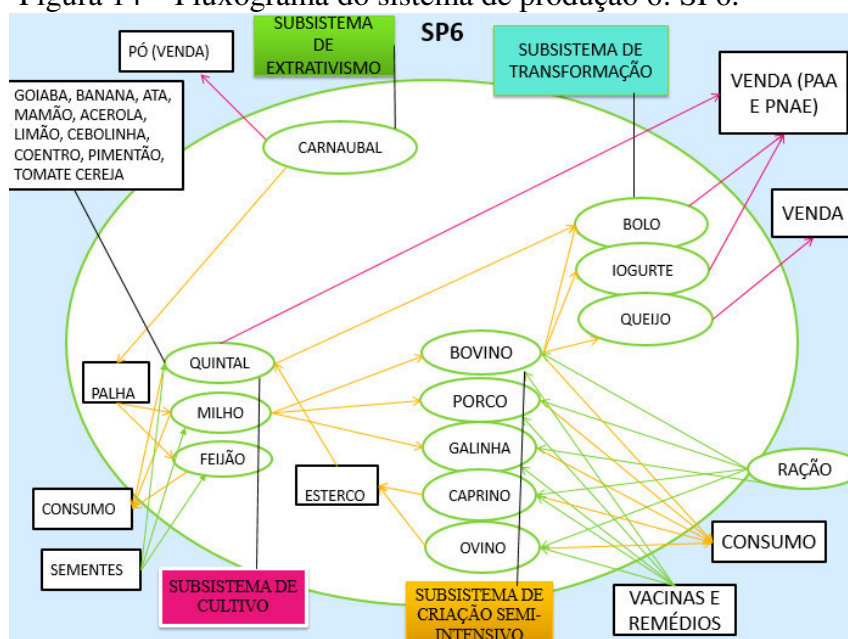 Figura 14 – Fluxograma do sistema de produção 6: SP6.
SUBSISTEMA
DE
EXTRATIVISMO
SP6
SUBSISTEMA DE
TRANSFORMAÇÃO
PÓ (VENDA)
VENDA (PAA
E PNAE)
GOIABA, BANANA, ATA,
MAMÃO, ACEROLA,
LIMÃO, CEBOLINHA,
COENTRO, PIMENTÃO,
TOMATE CEREJA
CARNAUBAL
VENDA
BOLO
IOGURTE
QUEIJO
QUINTAL
BOVINO
PALHA
MILHO
PORCO
FEIJÃO
GALINHA
RAÇÃO
ESTERCO
CAPRINO
CONSUMO
CONSUMO
OVINO
SEMENTES
SUBSISTEMA DE
CULTIVO
SUBSISTEMA DE
CRIAÇÃO SEMI-
INTENSIVO
VACINAS E
REMÉDIOS